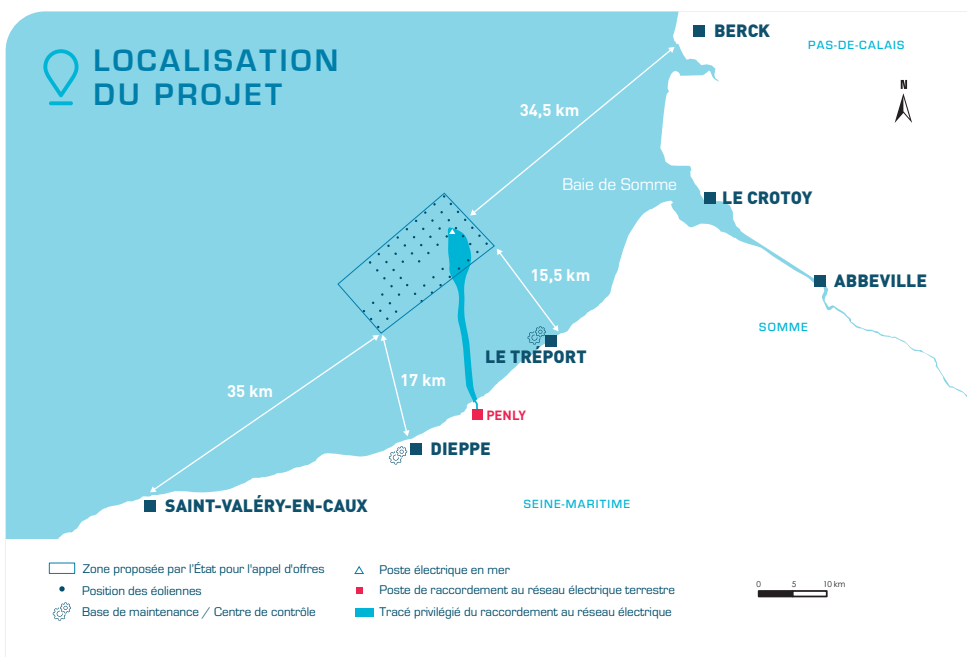 LOCALISATION
DU PROJET
BERCK
PAS-DE-CALAIS
N
34,5 km
Baie de Somme
LE CROTOY
15,5 km
ABBEVILLE
SOMME
LE TRÉPORT
35 km
17 km
PENLY
DIEPPE
SAINT-VALÉRY-EN-CAUX
SEINE-MARITIME
Zone proposée par l'État pour l'appel d'offres
Position des éoliennes
Base de maintenance / Centre de contrôle
Poste électrique en mer
Poste de raccordement au réseau électrique terrestre
Tracé privilégié du raccordement au réseau électrique
0 5 10 km